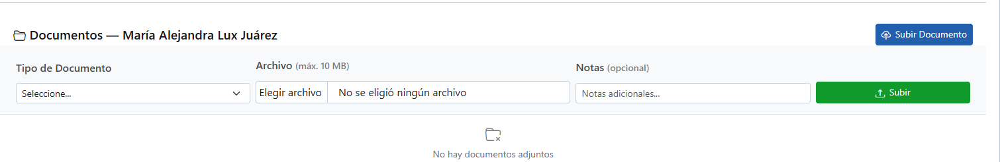 Documentos — María Alejandra Lux Juárez
Subir Documento
Tipo de Documento
Archivo (máx. 10 MB)
Notas (opcional)
Seleccione...
Elegir archivo No se eligió ningún archivo
Notas adicionales...
Subir
No hay documentos adjuntos